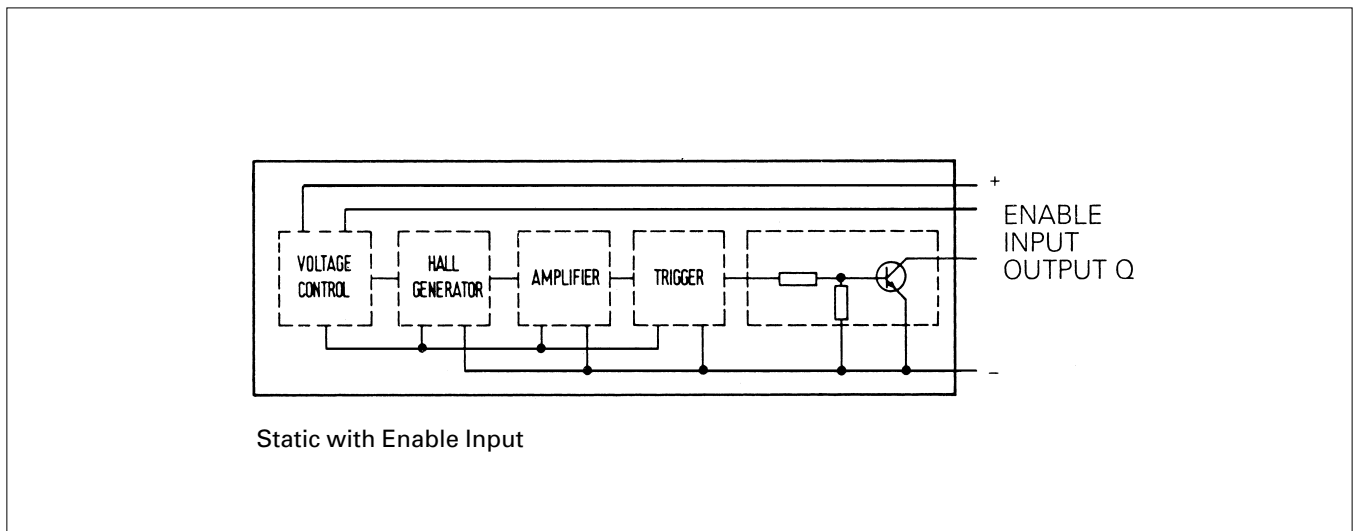 +
ENABLE
INPUT
OUTPUT Q
VOLTAGE
CONTROL
HALL
GENERATOR
AMPLIFIER
TRIGGER
–
Static with Enable Input